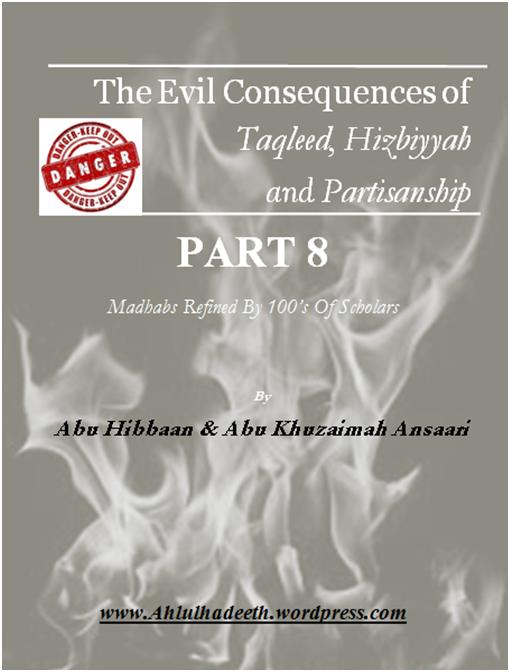 The Evil Consequences of
Taqleed, Hizbiyyah
and Partisanship
DANGER-KEEP OUT
DANGER
DANGER-KEEP OUT
PART 8
Madhabs Refined By 100's Of Scholars
By
Abu Hibbaan & Abu Khuzaimah Ansaari
www.Ahlulhadeeth.wordpress.com